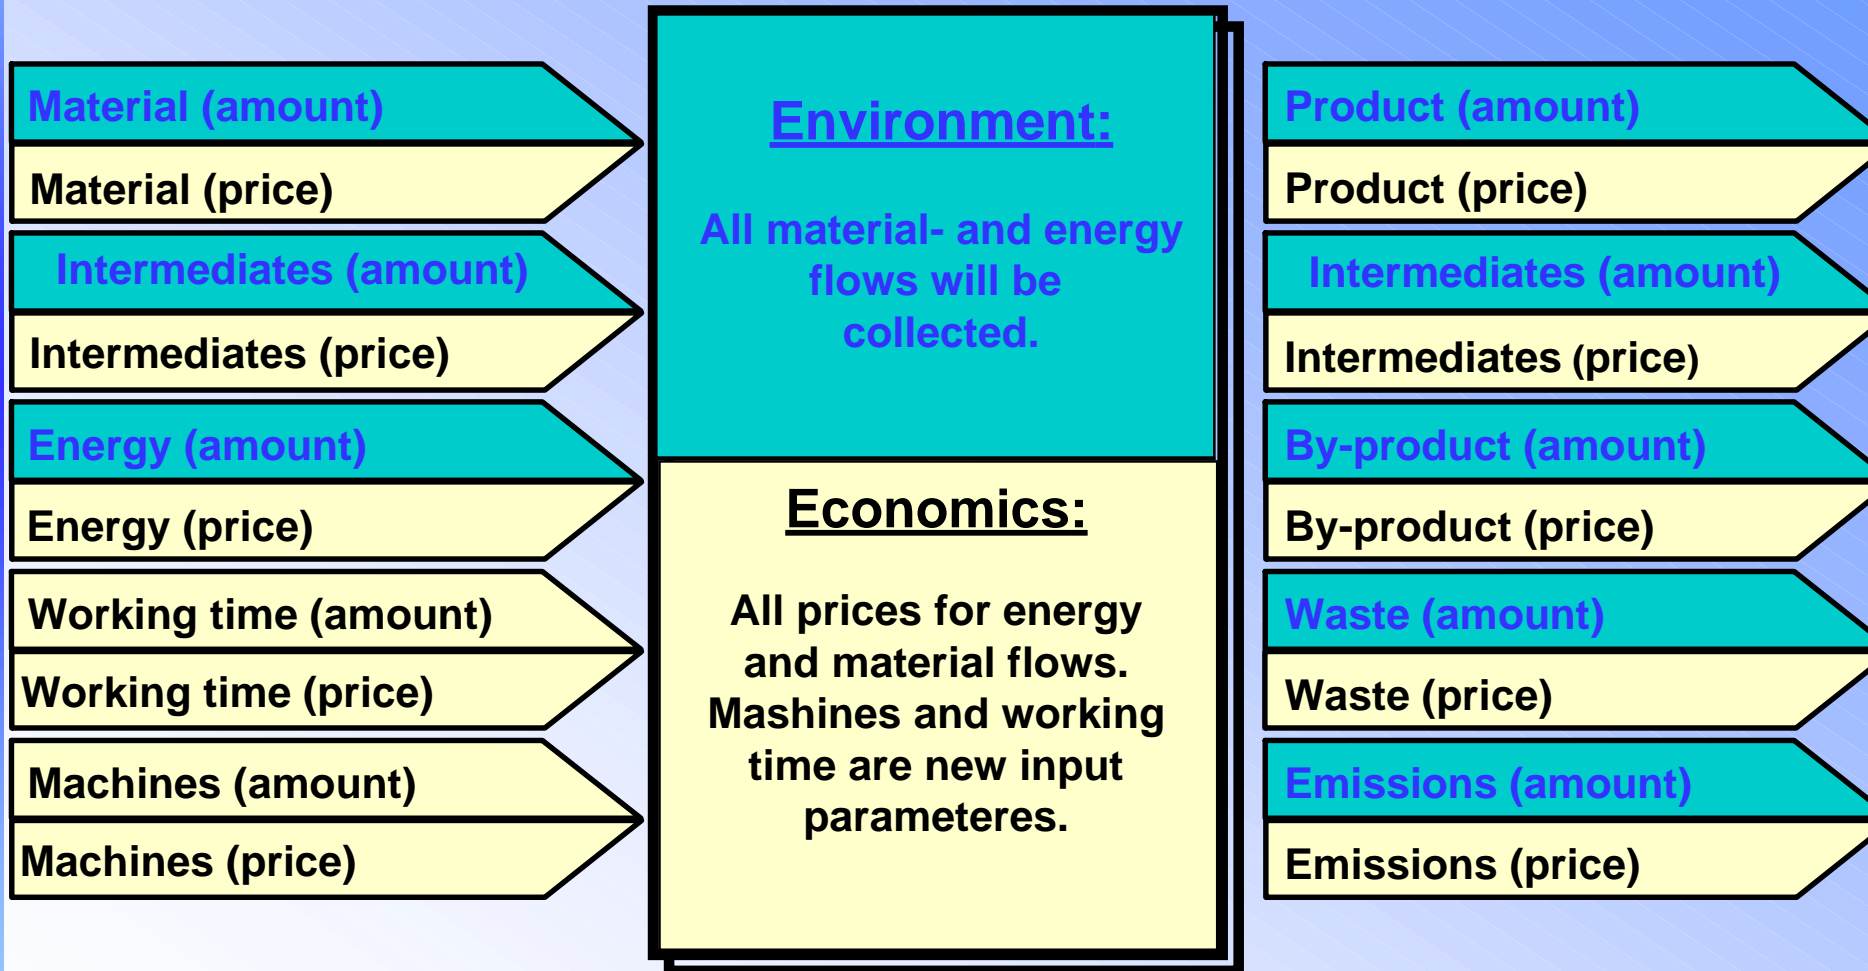 Material (amount)
Material (price)
Intermediates (amount)
Intermediates (price)
Energy (amount)
Energy (price)
Working time (amount)
Working time (price)
Machines (amount)
Machines (price)
Environment:
All material- and energy
flows will be
collected.
Economics:
All prices for energy
and material flows.
Mashines and working
time are new input
parameteres.
Product (amount)
Product (price)
Intermediates (amount)
Intermediates (price)
By-product (amount)
By-product (price)
Waste (amount)
Waste (price)
Emissions (amount)
Emissions (price)